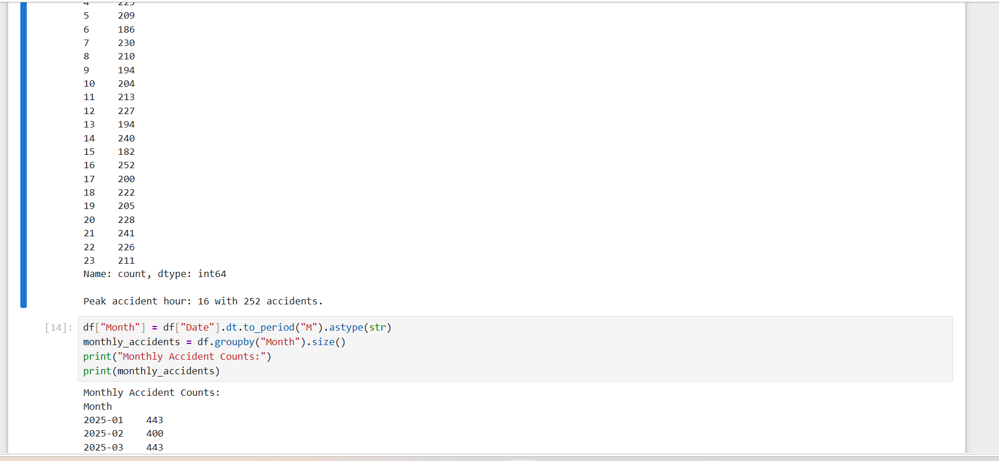 4      225
5     209
6     186
7     230
8     210
9     194
10    204
11    213
12    227
13    194
14    240
15    182
16    252
17    200
18    222
19    205
20    228
21    241
22    226
23    211
Name: count, dtype: int64
Peak accident hour: 16 with 252 accidents.
[14]: df["Month"] = df["Date"].dt.to_period("M").astype(str)
monthly_accidents = df.groupby("Month").size()
print("Monthly Accident Counts:")
print(monthly_accidents)
Monthly Accident Counts:
Month
2025-01    443
2025-02    400
2025-03    443